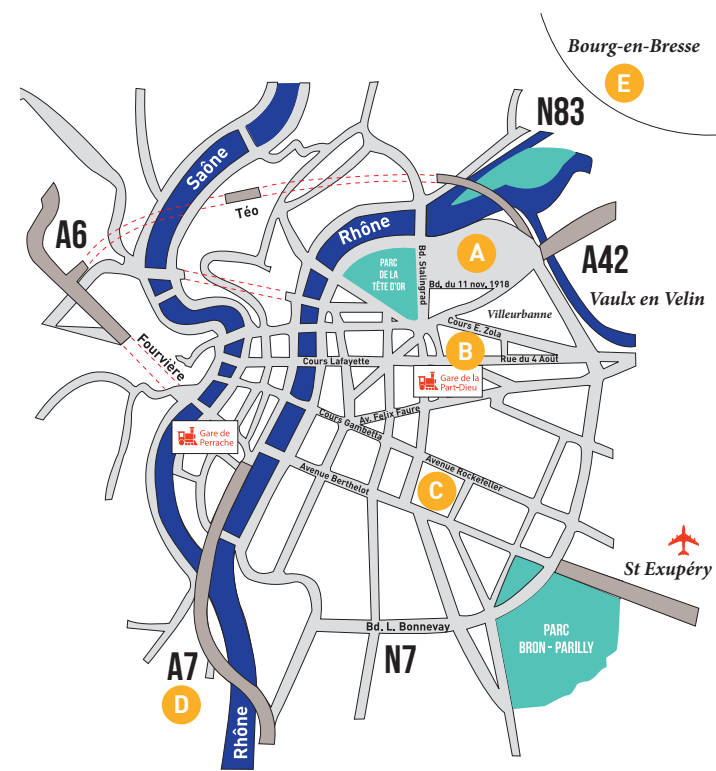 Bourg-en-Bresse
E
N83
Saône
Téo
A6
Rhône
A
PARC
DE LA
TÊTE D'OR
Bd. Stalingrad
Bd. du 11 nov. 1918
A42
Vaulx en Velin
Villeurbanne
Cours E. Zola
Fourvière
B
Cours Lafayette
Rue du 4 Août
Gare de la
Part-Dieu
Av. Felix Faure
Cours Gambetta
Gare de
Perrache
Avenue Rockefeller
Avenue Berthelot
C
St Exupéry
Bd. L. Bonnevay
PARC
BRON - PARILLY
A7
N7
D
Rhône